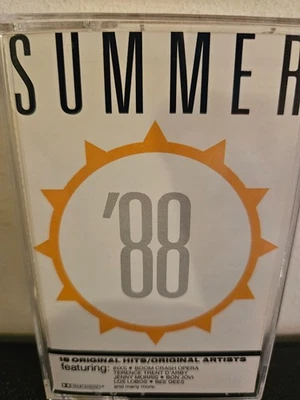 SUMMER
'88
18 ORIGINAL HITS/ORIGINAL ARTISTS
featuring: INXS • BOOM CRASH OPERA
TERENCE TRENT D'ARBY
JENNY MORRIS • BON JOVI
LOS LOBOS • BEE GEES
and many more.